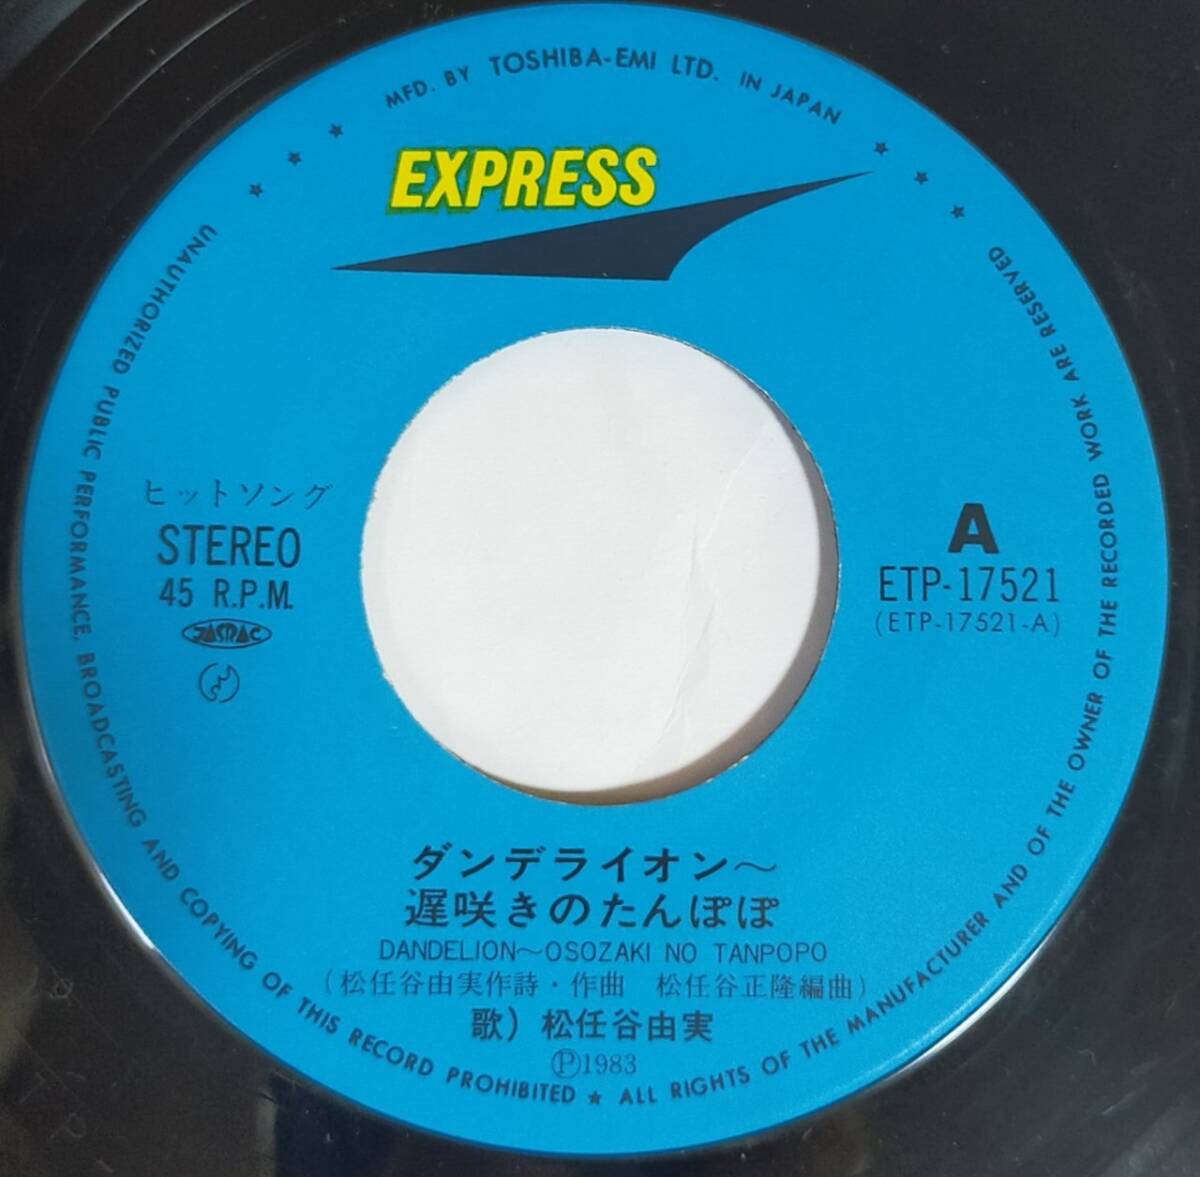 MFD. BY TOSHIBA-EMI LTD. IN JAPAN
EXPRESS
ヒットソング
STEREO
45 R.P.M.
JASRAC
A
ETP-17521
(ETP-17521-A)
ダンデライオン～
遅咲きのたんぽぽ
DANDELION～OSOZAKI NO TANPOPO
(松任谷由実作詩・作曲 松任谷正隆編曲)
歌) 松任谷由実
Ⓟ1983
UNAUTHORIZED PUBLIC PERFORMANCE, BROADCASTING AND COPYING OF THIS RECORD PROHIBITED ★ ALL RIGHTS OF THE MANUFACTURER AND OF THE OWNER OF THE RECORDED WORK ARE RESERVED